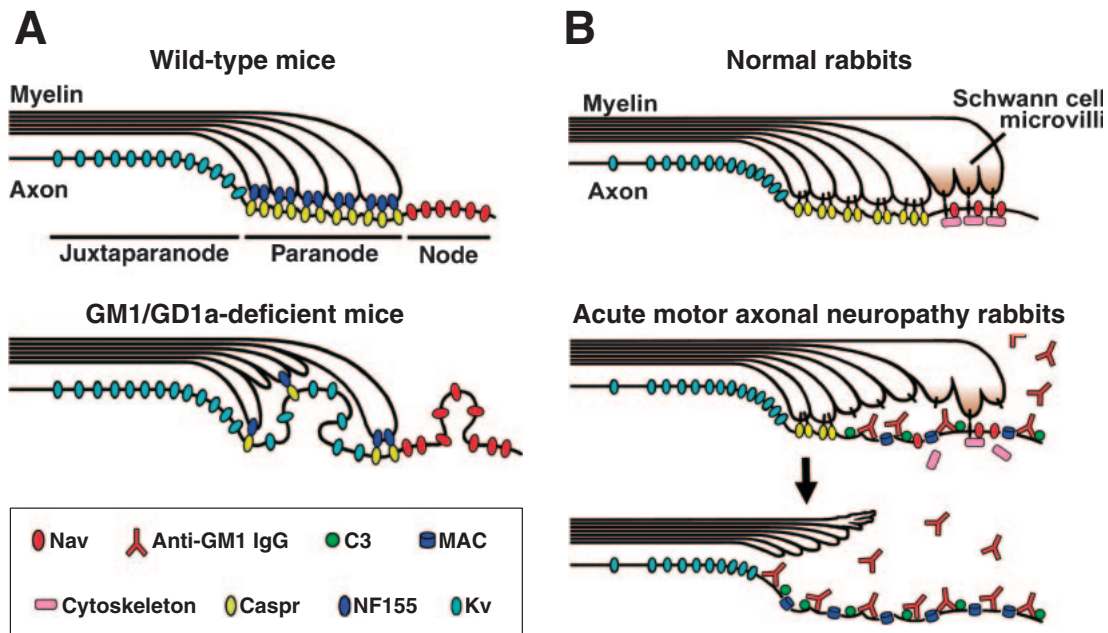 A
Wild-type mice
Myelin
Axon
Juxtaparanode Paranode Node
GM1/GD1a-deficient mice
Nav Anti-GM1 IgG C3 MAC
Cytoskeleton Caspr NF155 Kv
B
Normal rabbits
Myelin
Schwann cell
microvilli
Axon
Acute motor axonal neuropathy rabbits